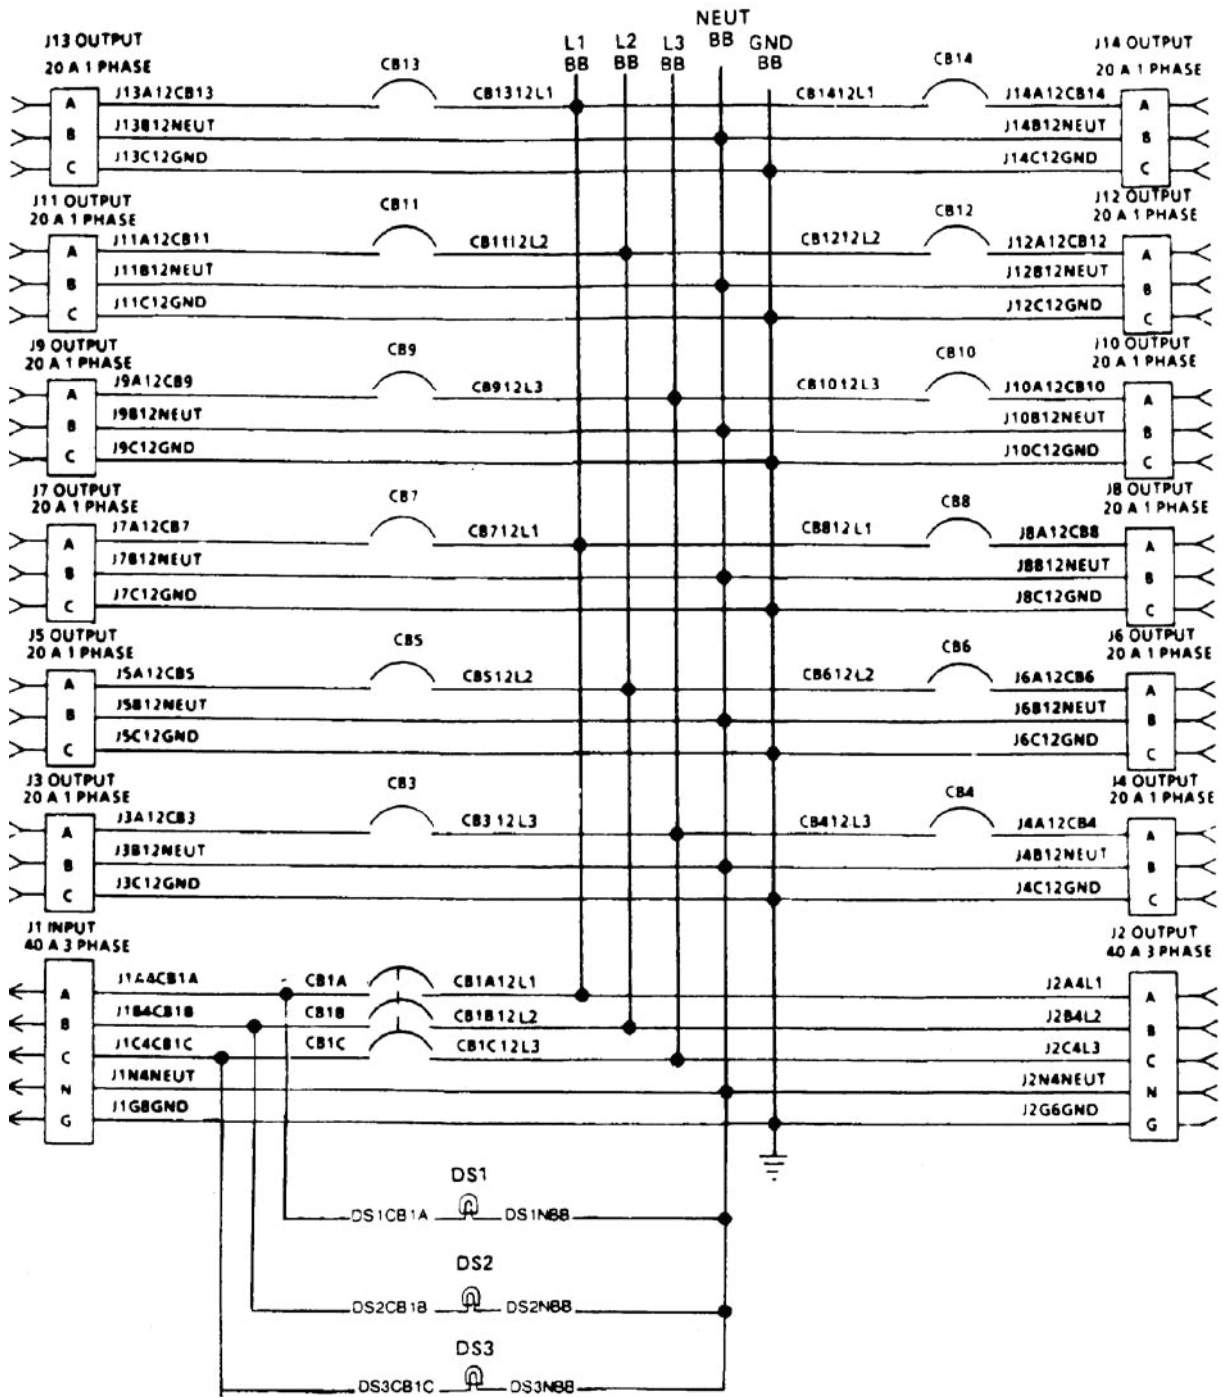 NEUT
BB
L1
BB
L2
BB
L3
BB
GND
BB
J13 OUTPUT
20 A 1 PHASE
CB13
CB14
J14 OUTPUT
20 A 1 PHASE
A J13A12CB13 CB1312L1 CB1412L1 J14A12CB14 A
B J13B12NEUT J14B12NEUT B
C J13C12GND J14C12GND C
J11 OUTPUT
20 A 1 PHASE
CB11
CB12
J12 OUTPUT
20 A 1 PHASE
A J11A12CB11 CB1112L2 CB1212L2 J12A12CB12 A
B J11B12NEUT J12B12NEUT B
C J11C12GND J12C12GND C
J9 OUTPUT
20 A 1 PHASE
CB9
CB10
J10 OUTPUT
20 A 1 PHASE
A J9A12CB9 CB912L3 CB1012L3 J10A12CB10 A
B J9B12NEUT J10B12NEUT B
C J9C12GND J10C12GND C
J7 OUTPUT
20 A 1 PHASE
CB7
CB8
J8 OUTPUT
20 A 1 PHASE
A J7A12CB7 CB712L1 CB812L1 J8A12CB8 A
B J7B12NEUT J8B12NEUT B
C J7C12GND J8C12GND C
J5 OUTPUT
20 A 1 PHASE
CB5
CB6
J6 OUTPUT
20 A 1 PHASE
A J5A12CB5 CB512L2 CB612L2 J6A12CB6 A
B J5B12NEUT J6B12NEUT B
C J5C12GND J6C12GND C
J3 OUTPUT
20 A 1 PHASE
CB3
CB4
J4 OUTPUT
20 A 1 PHASE
A J3A12CB3 CB312L3 CB412L3 J4A12CB4 A
B J3B12NEUT J4B12NEUT B
C J3C12GND J4C12GND C
J1 INPUT
40 A 3 PHASE
J2 OUTPUT
40 A 3 PHASE
A J1A4CB1A CB1A CB1A12L1 J2A4L1 A
B J1B4CB1B CB1B CB1B12L2 J2B4L2 B
C J1C4CB1C CB1C CB1C12L3 J2C4L3 C
N J1N4NEUT J2N4NEUT N
G J1G8GND J2G6GND G
DS1
DS1CB1A DS1NBB
DS2
DS2CB1B DS2NBB
DS3
DS3CB1C DS3NBB